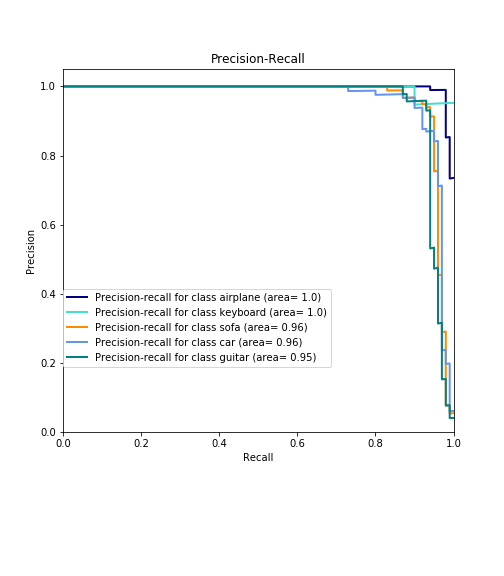 Precision-Recall
1.0
0.8
0.6
0.4
0.2
0.0
Precision
Precision-recall for class airplane (area= 1.0)
Precision-recall for class keyboard (area= 1.0)
Precision-recall for class sofa (area= 0.96)
Precision-recall for class car (area= 0.96)
Precision-recall for class guitar (area= 0.95)
0.0 0.2 0.4 0.6 0.8 1.0
Recall